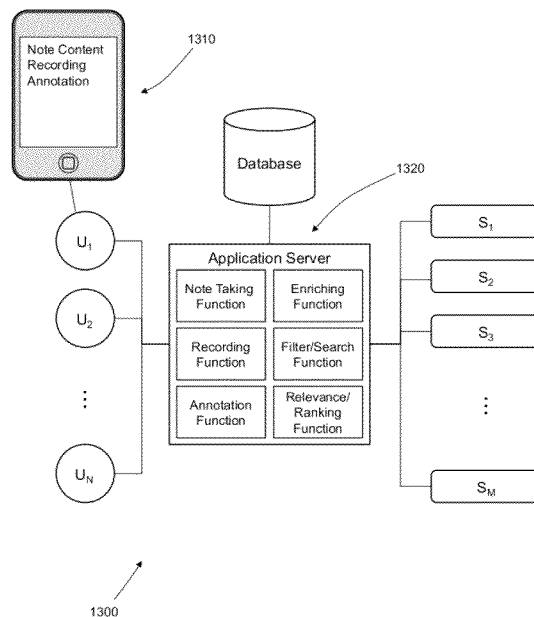 Note Content
Recording
Annotation
1310
Database
1320
U1
Application Server
S1
Note Taking
Function
Enriching
Function
S2
U2
Recording
Function
Filter/Search
Function
S3
⋮
Annotation
Function
Relevance/
Ranking
Function
⋮
UN
SM
1300